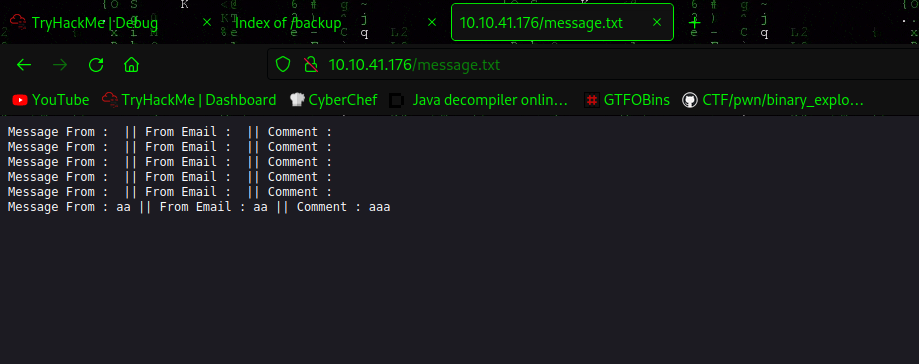 TryHackMe | Debug
Index of /backup
10.10.41.176/message.txt
10.10.41.176/message.txt
YouTube
TryHackMe | Dashboard
CyberChef
Java decompiler onlin...
GTFOBins
CTF/pwn/binary_explo...
Message From :  || From Email :  || Comment :
Message From :  || From Email :  || Comment :
Message From :  || From Email :  || Comment :
Message From :  || From Email :  || Comment :
Message From :  || From Email :  || Comment :
Message From : aa || From Email : aa || Comment : aaa